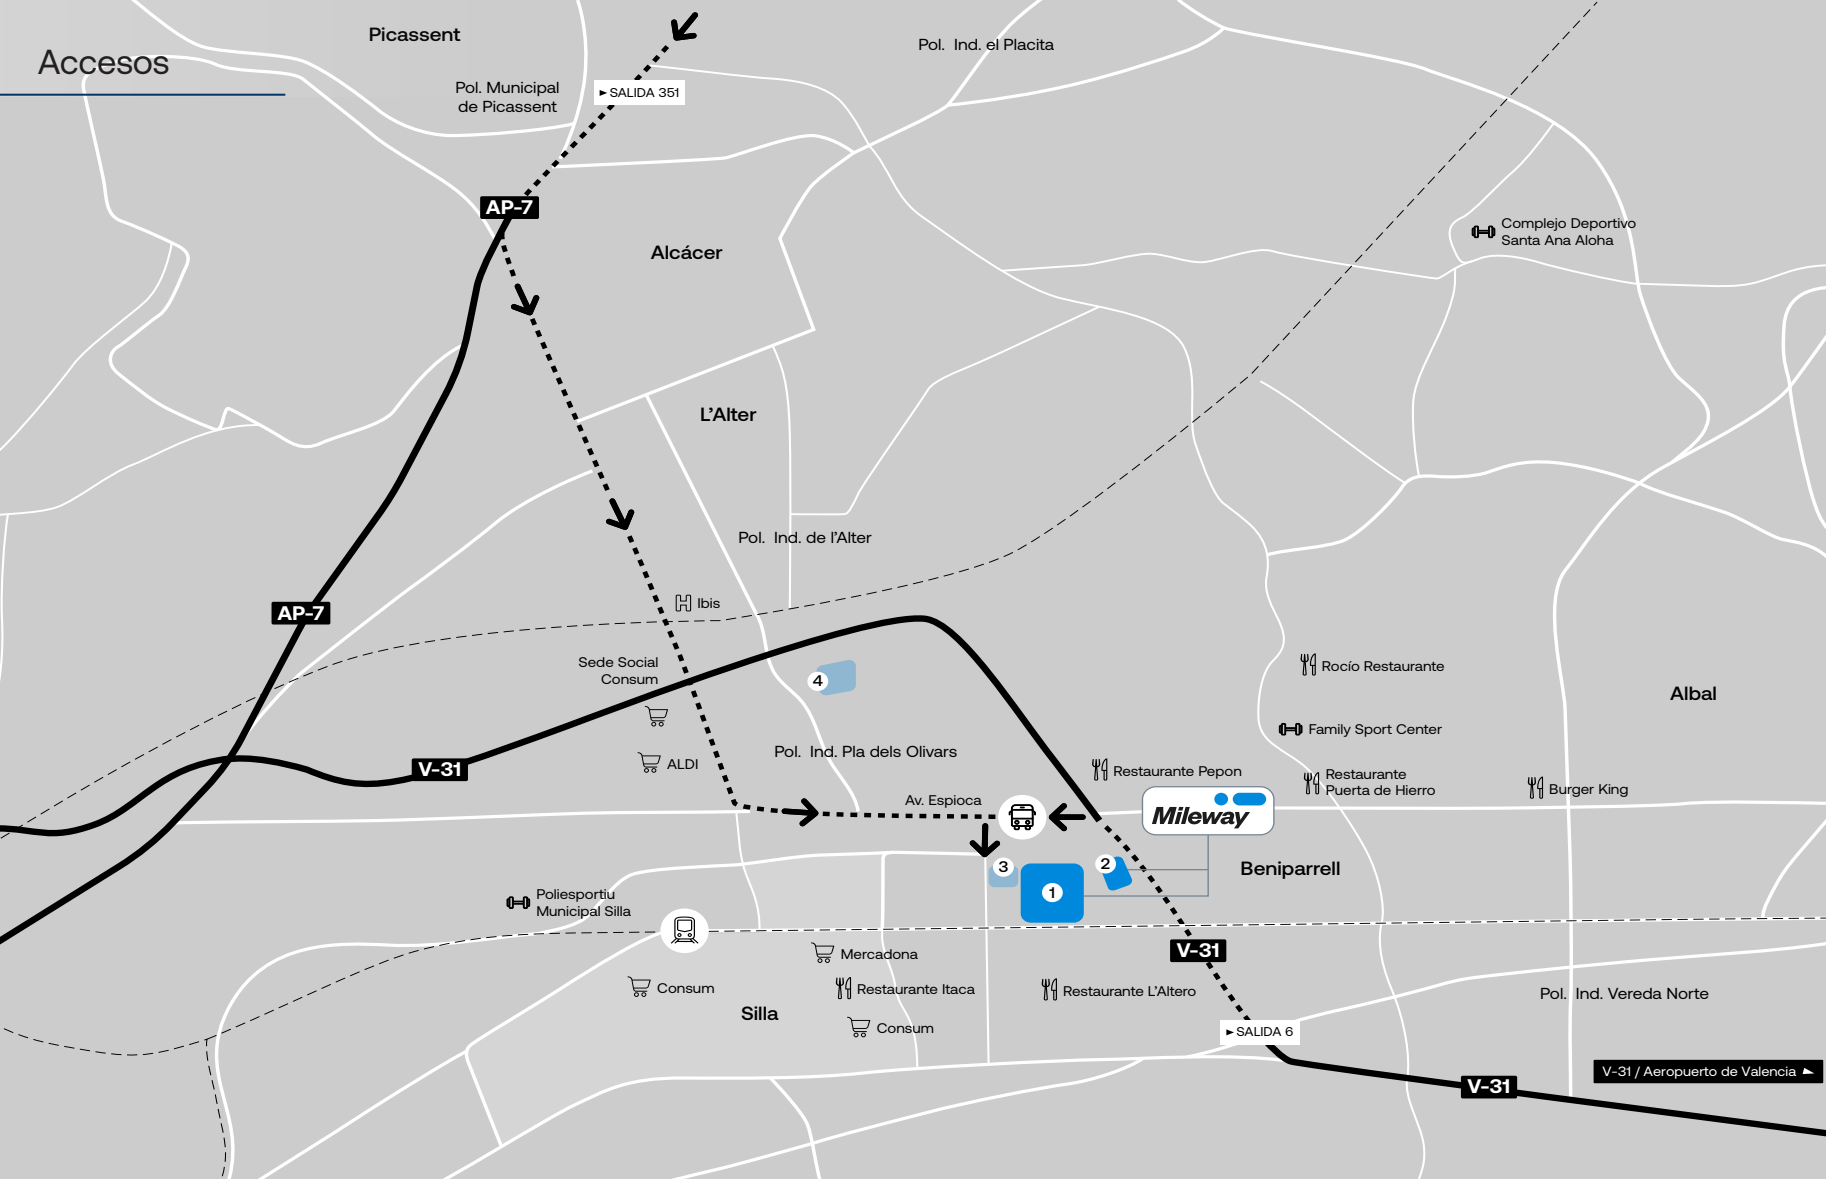 Accesos
Picassent
Pol. Ind. el Placita
Pol. Municipal
de Picassent
►SALIDA 351
AP-7
Complejo Deportivo
Santa Ana Aloha
Alcácer
L'Alter
Pol. Ind. de l'Alter
Ibis
AP-7
Sede Social
Consum
Rocío Restaurante
4
Albal
Family Sport Center
Pol. Ind. Pla dels Olivars
V-31
ALDI
Restaurante Pepon
Restaurante
Puerta de Hierro
Burger King
Av. Espioca
Mileway
3
2
1
Beniparrell
Poliesportiu
Municipal Silla
V-31
Mercadona
Consum
Restaurante Itaca
Restaurante L'Altero
Pol. Ind. Vereda Norte
Silla
Consum
►SALIDA 6
V-31 / Aeropuerto de Valencia
V-31